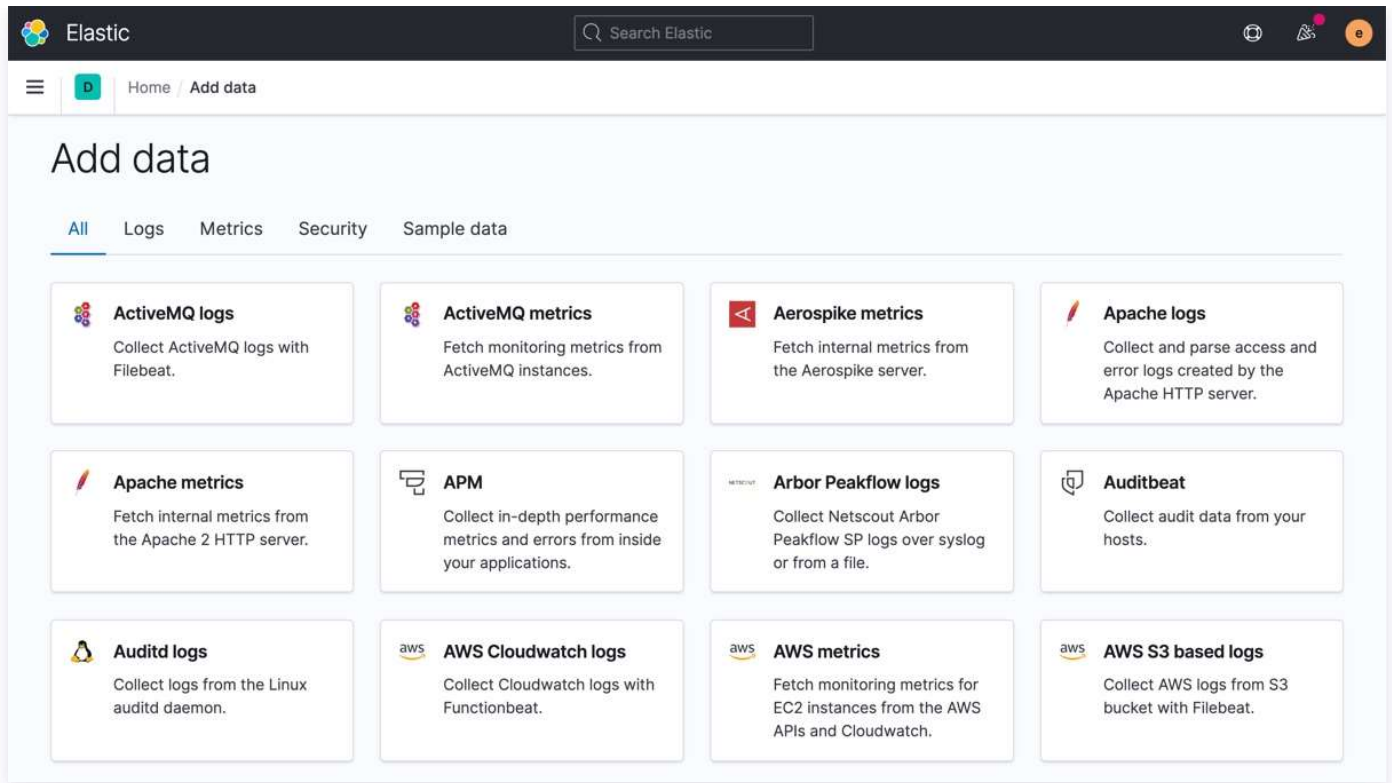 Elastic
Search Elastic
e
D
Home / Add data
Add data
All Logs Metrics Security Sample data
ActiveMQ logs
Collect ActiveMQ logs with
Filebeat.
ActiveMQ metrics
Fetch monitoring metrics from
ActiveMQ instances.
Aerospike metrics
Fetch internal metrics from
the Aerospike server.
Apache logs
Collect and parse access and
error logs created by the
Apache HTTP server.
Apache metrics
Fetch internal metrics from
the Apache 2 HTTP server.
APM
Collect in-depth performance
metrics and errors from inside
your applications.
NETSCOUT
Arbor Peakflow logs
Collect Netscout Arbor
Peakflow SP logs over syslog
or from a file.
Auditbeat
Collect audit data from your
hosts.
Auditd logs
Collect logs from the Linux
auditd daemon.
aws
AWS Cloudwatch logs
Collect Cloudwatch logs with
Functionbeat.
aws
AWS metrics
Fetch monitoring metrics for
EC2 instances from the AWS
APIs and Cloudwatch.
aws
AWS S3 based logs
Collect AWS logs from S3
bucket with Filebeat.